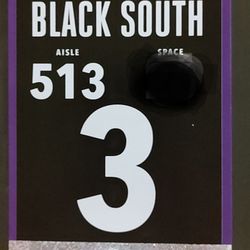 BLACK SOUTH
AISLE SPACE
513
3